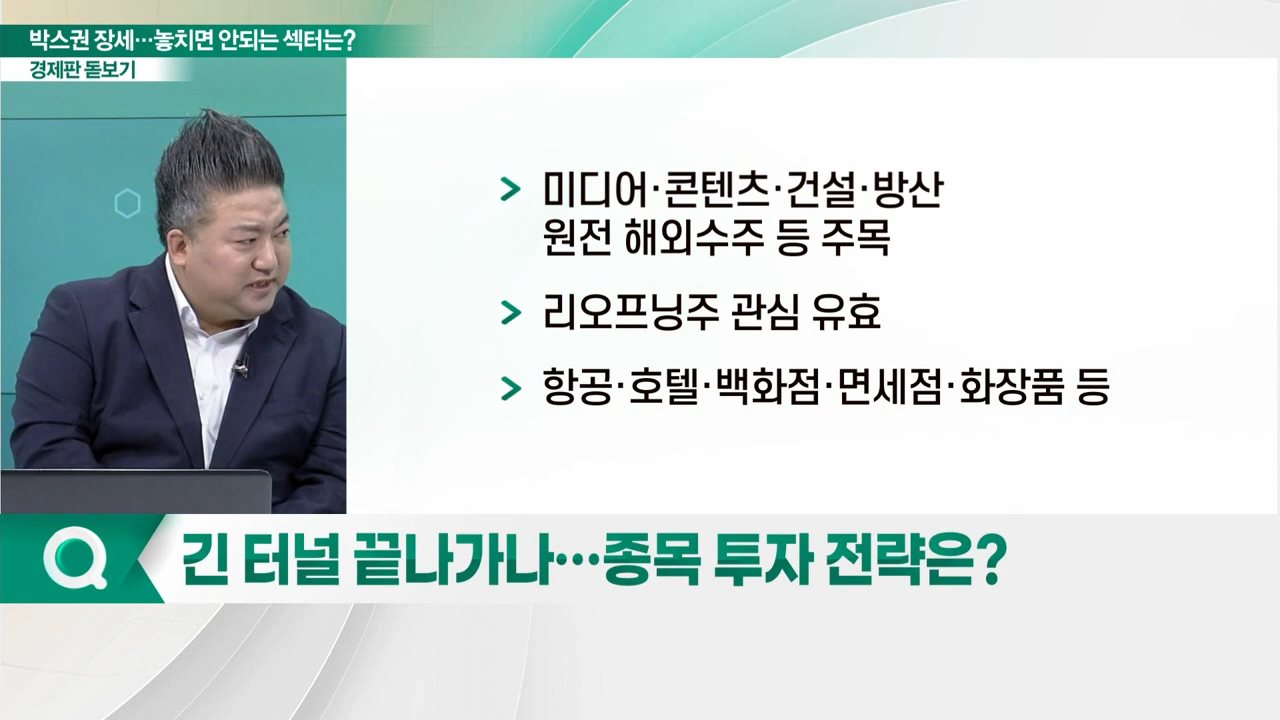 박스권 장세…놓치면 안되는 섹터는?
경제판 돋보기
> 미디어·콘텐츠·건설·방산
원전 해외수주 등 주목
> 리오프닝주 관심 유효
> 항공·호텔·백화점·면세점·화장품 등
Q 긴 터널 끝나가나…종목 투자 전략은?